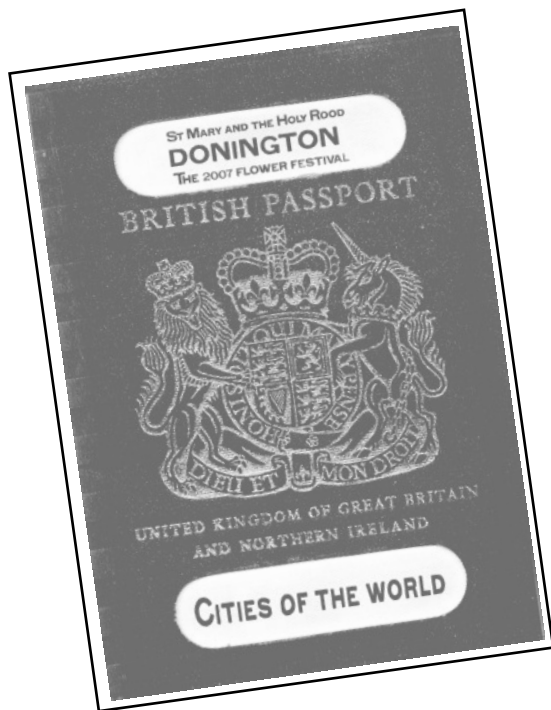 St Mary and the Holy Rood
DONINGTON
The 2007 Flower Festival
BRITISH PASSPORT
DIEU ET MON DROIT
UNITED KINGDOM OF GREAT BRITAIN
AND NORTHERN IRELAND
Cities of the world